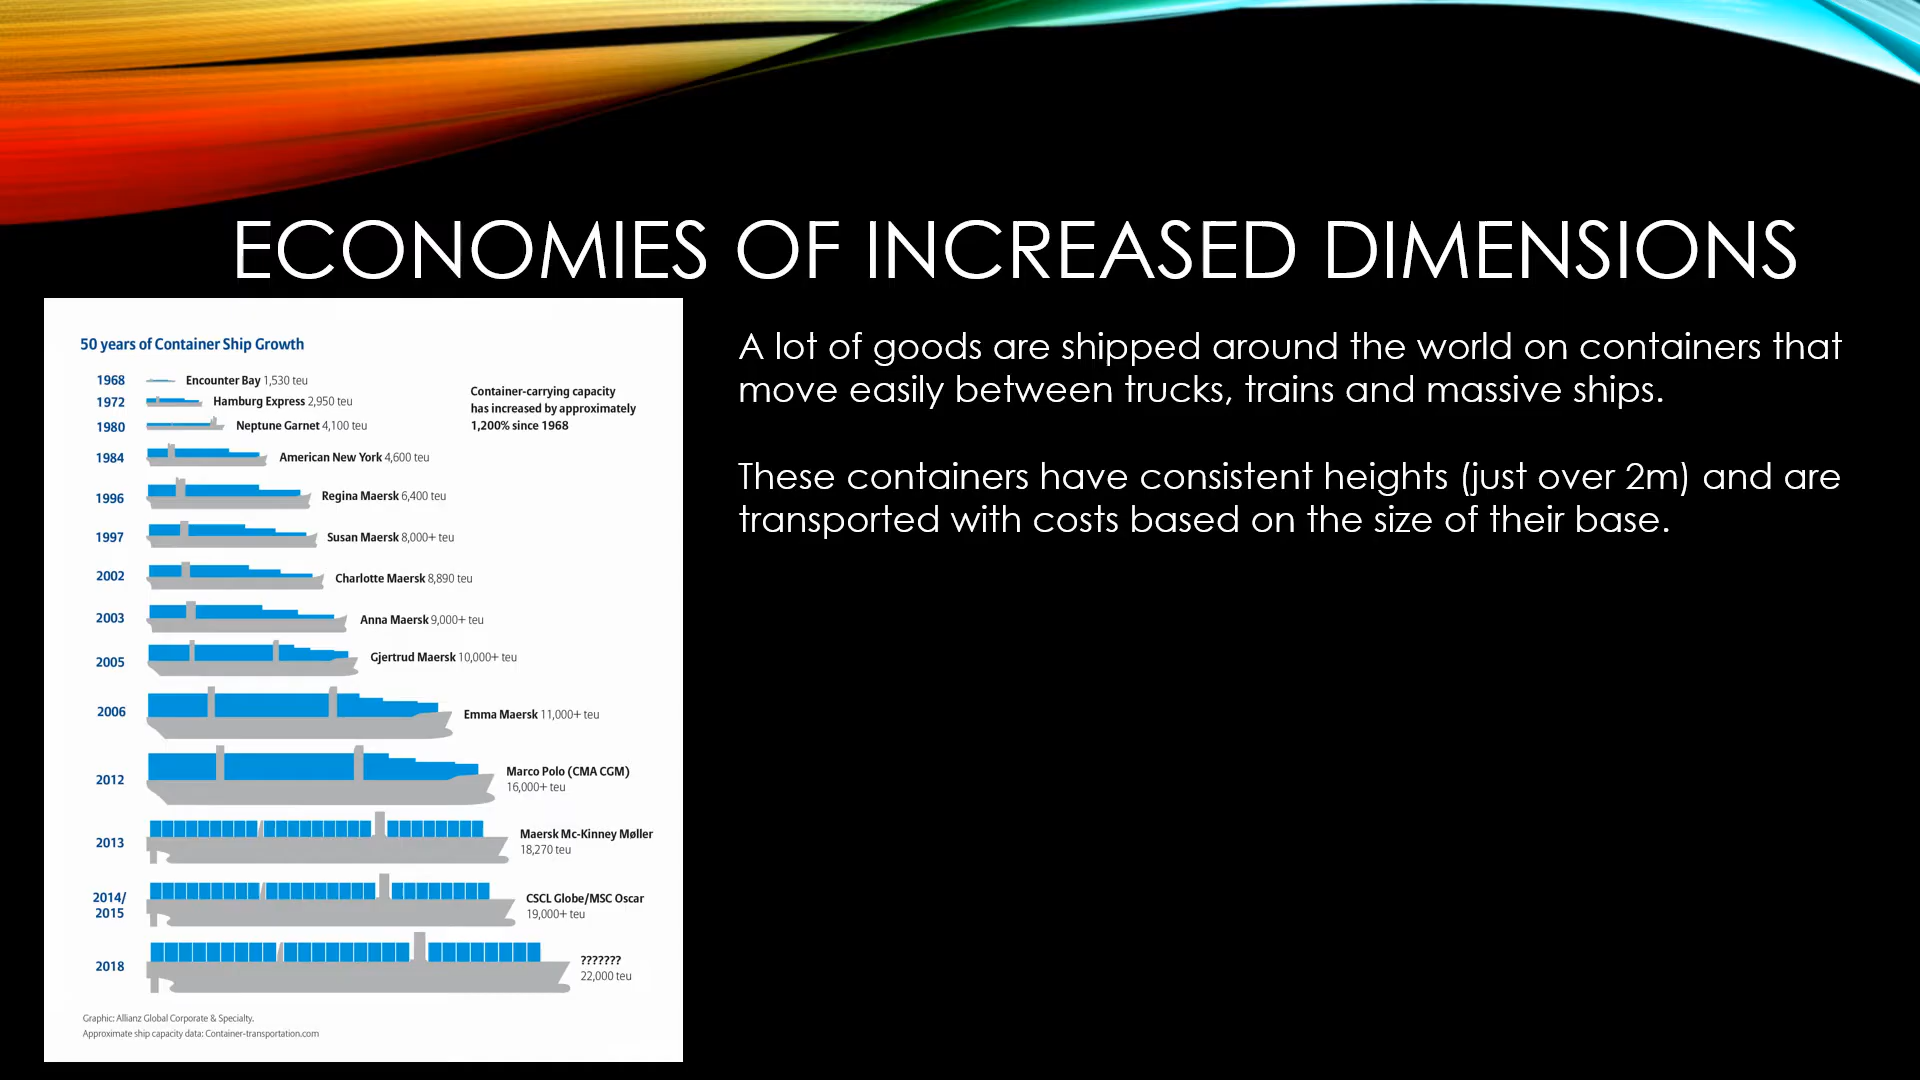 ECONOMIES OF INCREASED DIMENSIONS
50 years of Container Ship Growth
1968 Encounter Bay 1,530 teu
1972 Hamburg Express 2,950 teu
1980 Neptune Garnet 4,100 teu
Container-carrying capacity
has increased by approximately
1,200% since 1968
1984 American New York 4,600 teu
1996 Regina Maersk 6,400 teu
1997 Susan Maersk 8,000+ teu
2002 Charlotte Maersk 8,890 teu
2003 Anna Maersk 9,000+ teu
2005 Gjertrud Maersk 10,000+ teu
2006 Emma Maersk 11,000+ teu
2012 Marco Polo (CMA CGM)
16,000+ teu
2013 Maersk Mc-Kinney Møller
18,270 teu
2014/
2015
CSCL Globe/MSC Oscar
19,000+ teu
2018 ???????
22,000 teu
Graphic: Allianz Global Corporate & Specialty.
Approximate ship capacity data: Container-transportation.com
A lot of goods are shipped around the world on containers that
move easily between trucks, trains and massive ships.
These containers have consistent heights (just over 2m) and are
transported with costs based on the size of their base.